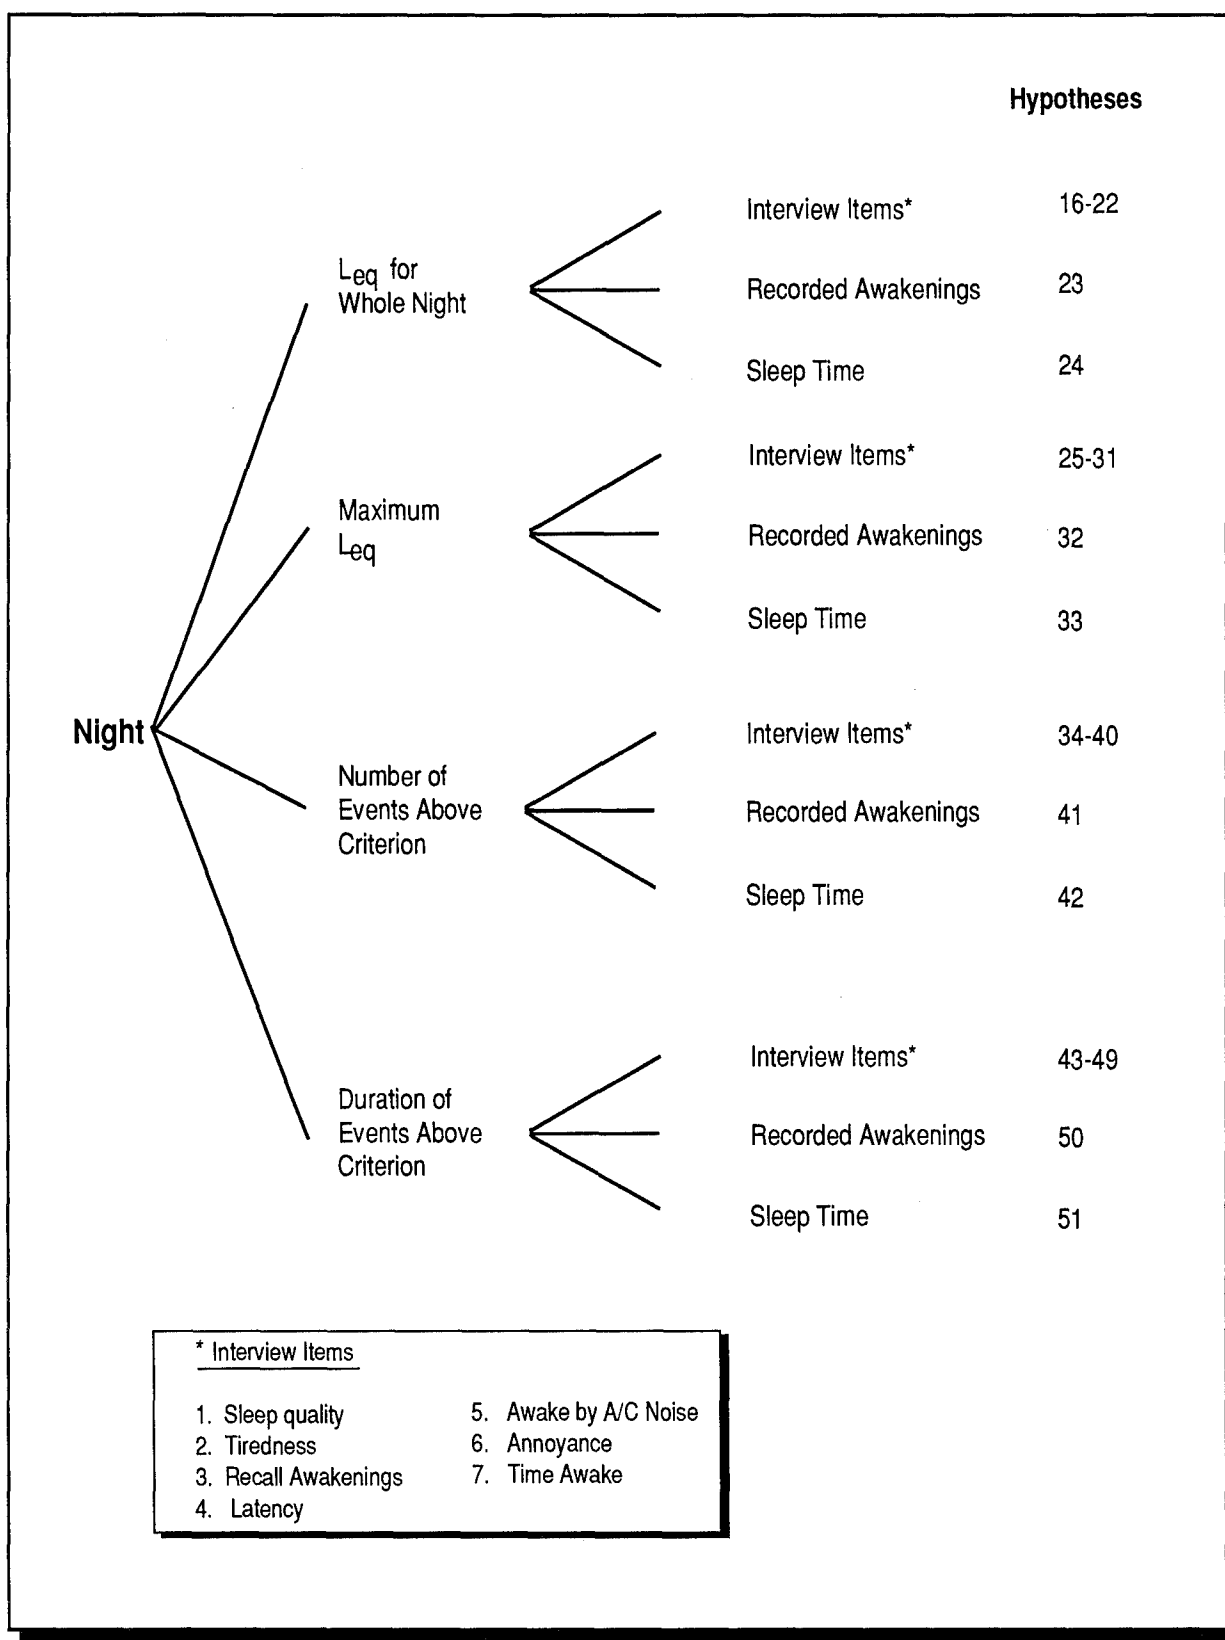 Hypotheses
Interview Items* 16-22
Leq for
Whole Night
Recorded Awakenings 23
Sleep Time 24
Interview Items* 25-31
Maximum
Leq
Recorded Awakenings 32
Sleep Time 33
Night
Interview Items* 34-40
Number of
Events Above
Criterion
Recorded Awakenings 41
Sleep Time 42
Interview Items* 43-49
Duration of
Events Above
Criterion
Recorded Awakenings 50
Sleep Time 51
* Interview Items
1. Sleep quality
2. Tiredness
3. Recall Awakenings
4. Latency
5. Awake by A/C Noise
6. Annoyance
7. Time Awake